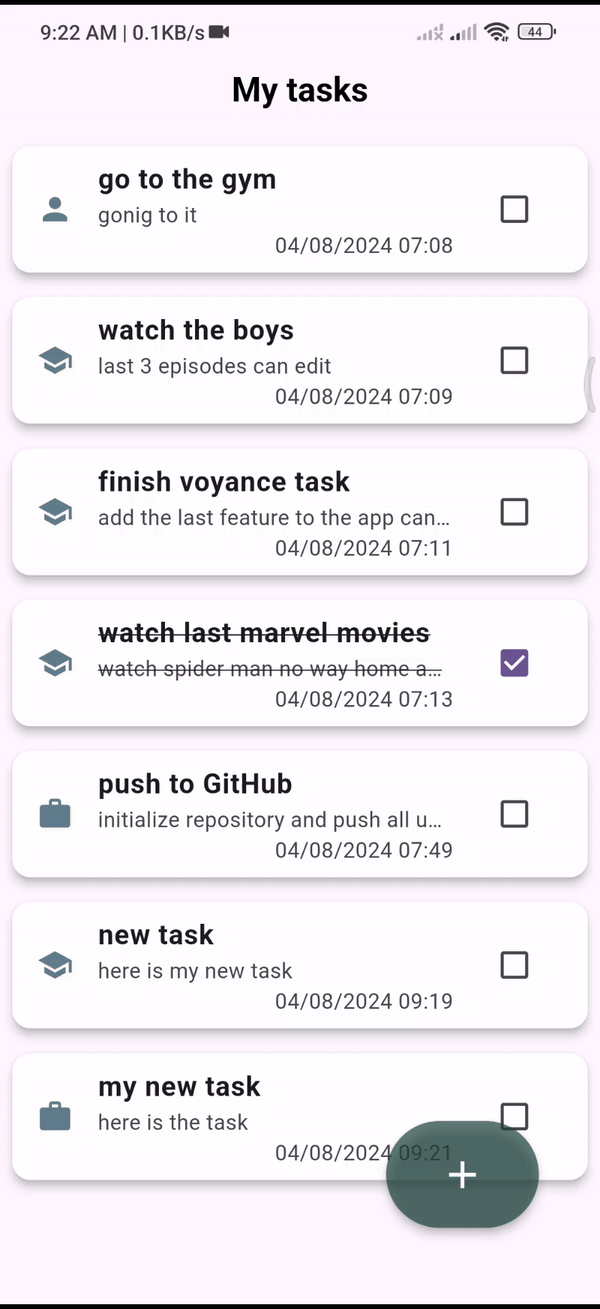 9:22 AM | 0.1KB/s 44
My tasks
go to the gym
gonig to it
04/08/2024 07:08
watch the boys
last 3 episodes can edit
04/08/2024 07:09
finish voyance task
add the last feature to the app can...
04/08/2024 07:11
watch last marvel movies
watch spider man no way home a...
04/08/2024 07:13
push to GitHub
initialize repository and push all u...
04/08/2024 07:49
new task
here is my new task
04/08/2024 09:19
my new task
here is the task
04/08/2024 09:21